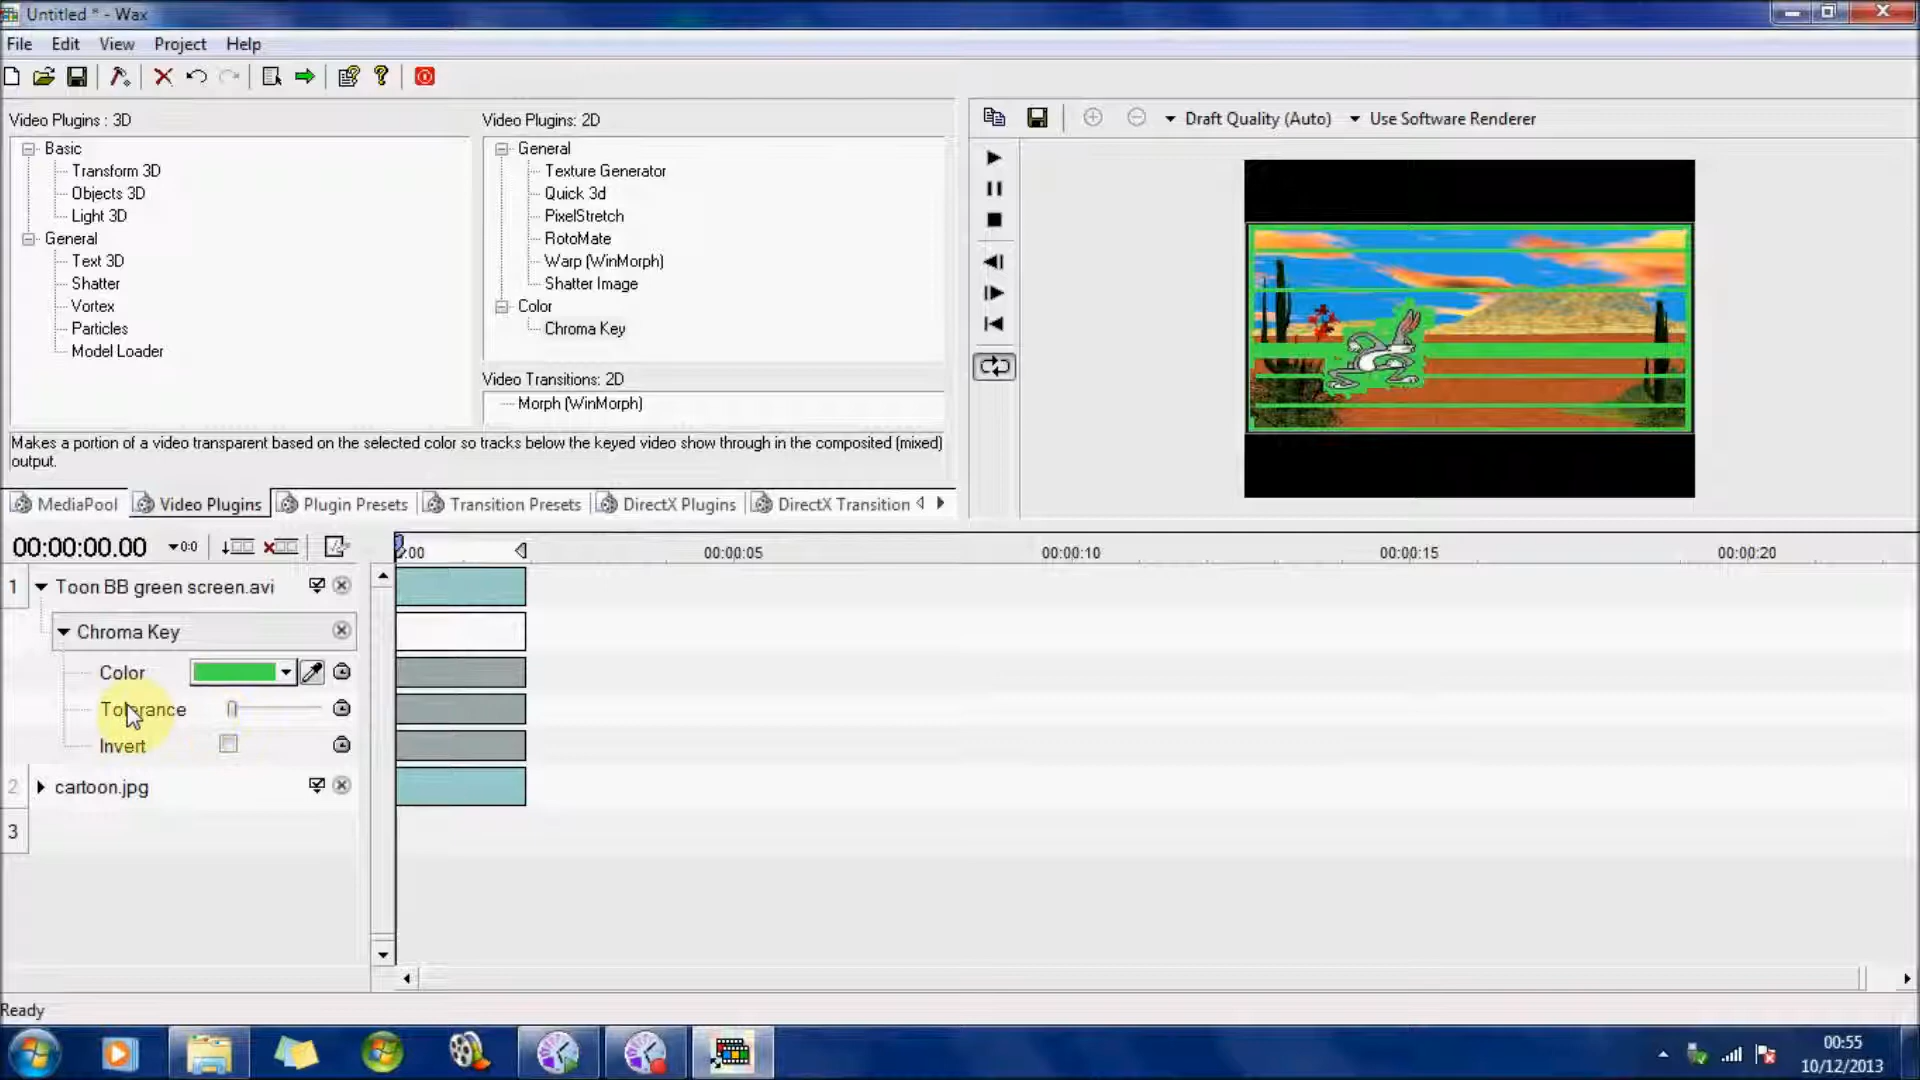 Untitled * - Wax
File Edit View Project Help
Video Plugins : 3D
Basic
Transform 3D
Objects 3D
Light 3D
General
Text 3D
Shatter
Vortex
Particles
Model Loader
Video Plugins: 2D
General
Texture Generator
Quick 3d
PixelStretch
RotoMate
Warp (WinMorph)
Shatter Image
Color
Chroma Key
Video Transitions: 2D
Morph (WinMorph)
Makes a portion of a video transparent based on the selected color so tracks below the keyed video show through in the composited (mixed)
output.
MediaPool Video Plugins Plugin Presets Transition Presets DirectX Plugins DirectX Transition
Draft Quality (Auto) Use Software Renderer
00:00:00.00 0:0 :00 00:00:05 00:00:10 00:00:15 00:00:20
1 Toon BB green screen.avi
Chroma Key
Color
Tolerance
Invert
2 cartoon.jpg
3
Ready
00:55
10/12/2013